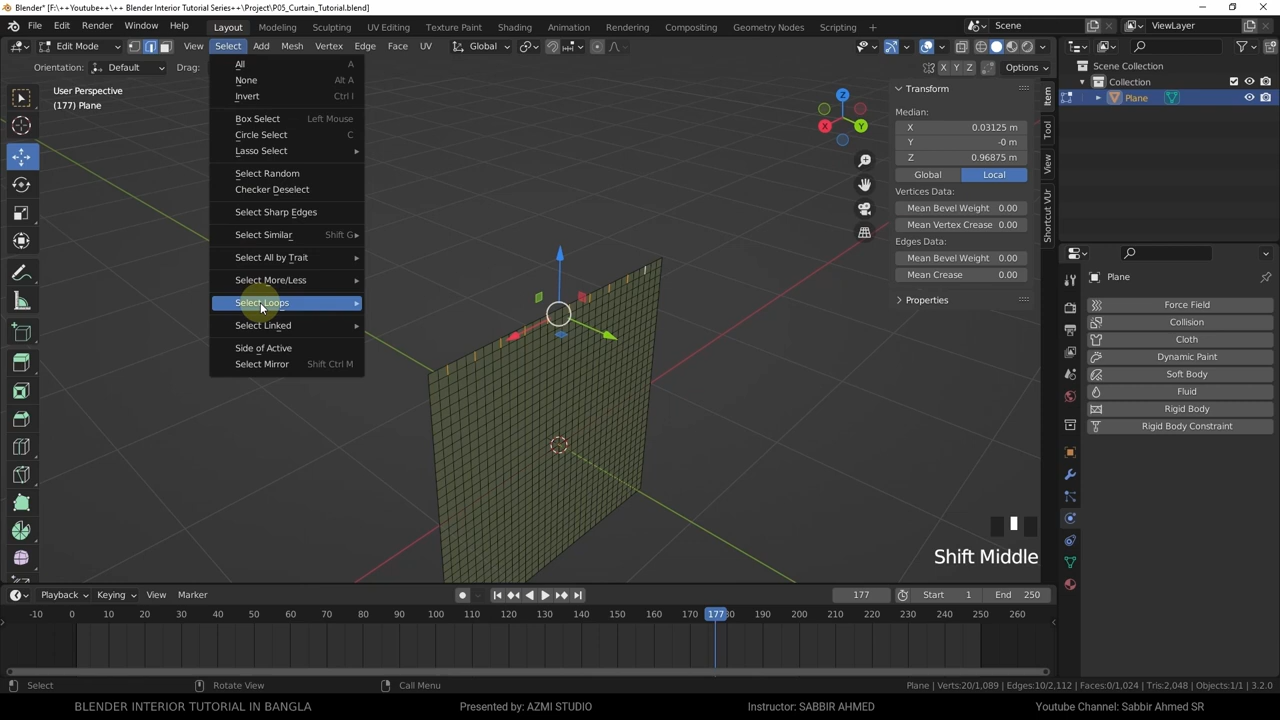 Blender* [F:\++Youtube++\++ Blender Interior Tutorial Series++\Project\P05_Curtain_Tutorial.blend]
File Edit Render Window Help Layout Modeling Sculpting UV Editing Texture Paint Shading Animation Rendering Compositing Geometry Nodes Scripting + Scene ViewLayer
Edit Mode View Select Add Mesh Vertex Edge Face UV Global
Orientation: Default Drag: X Y Z Options
User Perspective
(177) Plane
All A
None Alt A
Invert Ctrl I
Box Select Left Mouse
Circle Select C
Lasso Select
Select Random
Checker Deselect
Select Sharp Edges
Select Similar Shift G
Select All by Trait
Select More/Less
Select Loops
Select Linked
Side of Active
Select Mirror Shift Ctrl M
Z
X Y
Transform
Median:
X 0.03125 m
Y -0 m
Z 0.96875 m
Global Local
Vertices Data:
Mean Bevel Weight 0.00
Mean Vertex Crease 0.00
Edges Data:
Mean Bevel Weight 0.00
Mean Crease 0.00
Properties
Item
Tool
View
Shortcut VUr
Scene Collection
Collection
Plane
Plane
Force Field
Collision
Cloth
Dynamic Paint
Soft Body
Fluid
Rigid Body
Rigid Body Constraint
Shift Middle
Playback Keying View Marker 177 Start 1 End 250
-10 0 10 20 30 40 50 60 70 80 90 100 110 120 130 140 150 160 170 177 80 190 200 210 220 230 240 250 260
Select Rotate View Call Menu Plane | Verts:20/1,089 | Edges:10/2,112 | Faces:0/1,024 | Tris:2,048 | Objects:1/1 | 3.2.0
BLENDER INTERIOR TUTORIAL IN BANGLA Presented by: AZMI STUDIO Instructor: SABBIR AHMED Youtube Channel: Sabbir Ahmed SR